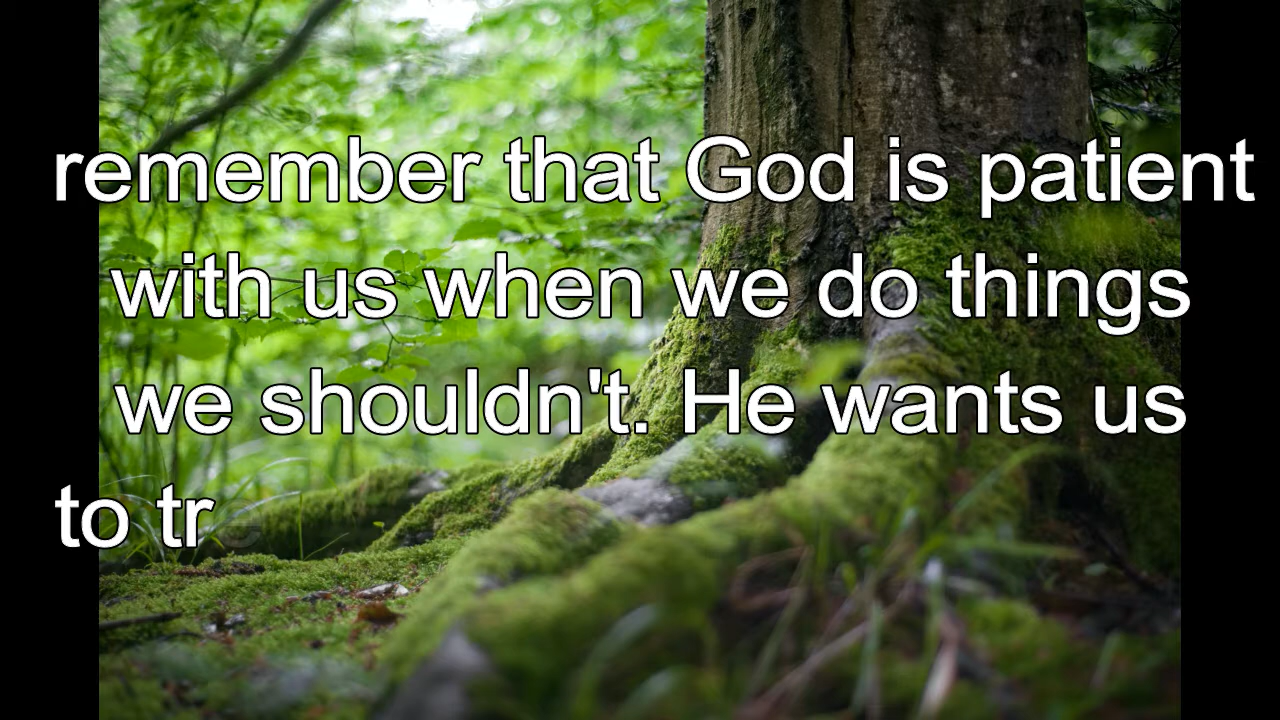 remember that God is patient
with us when we do things
we shouldn't. He wants us
to tr